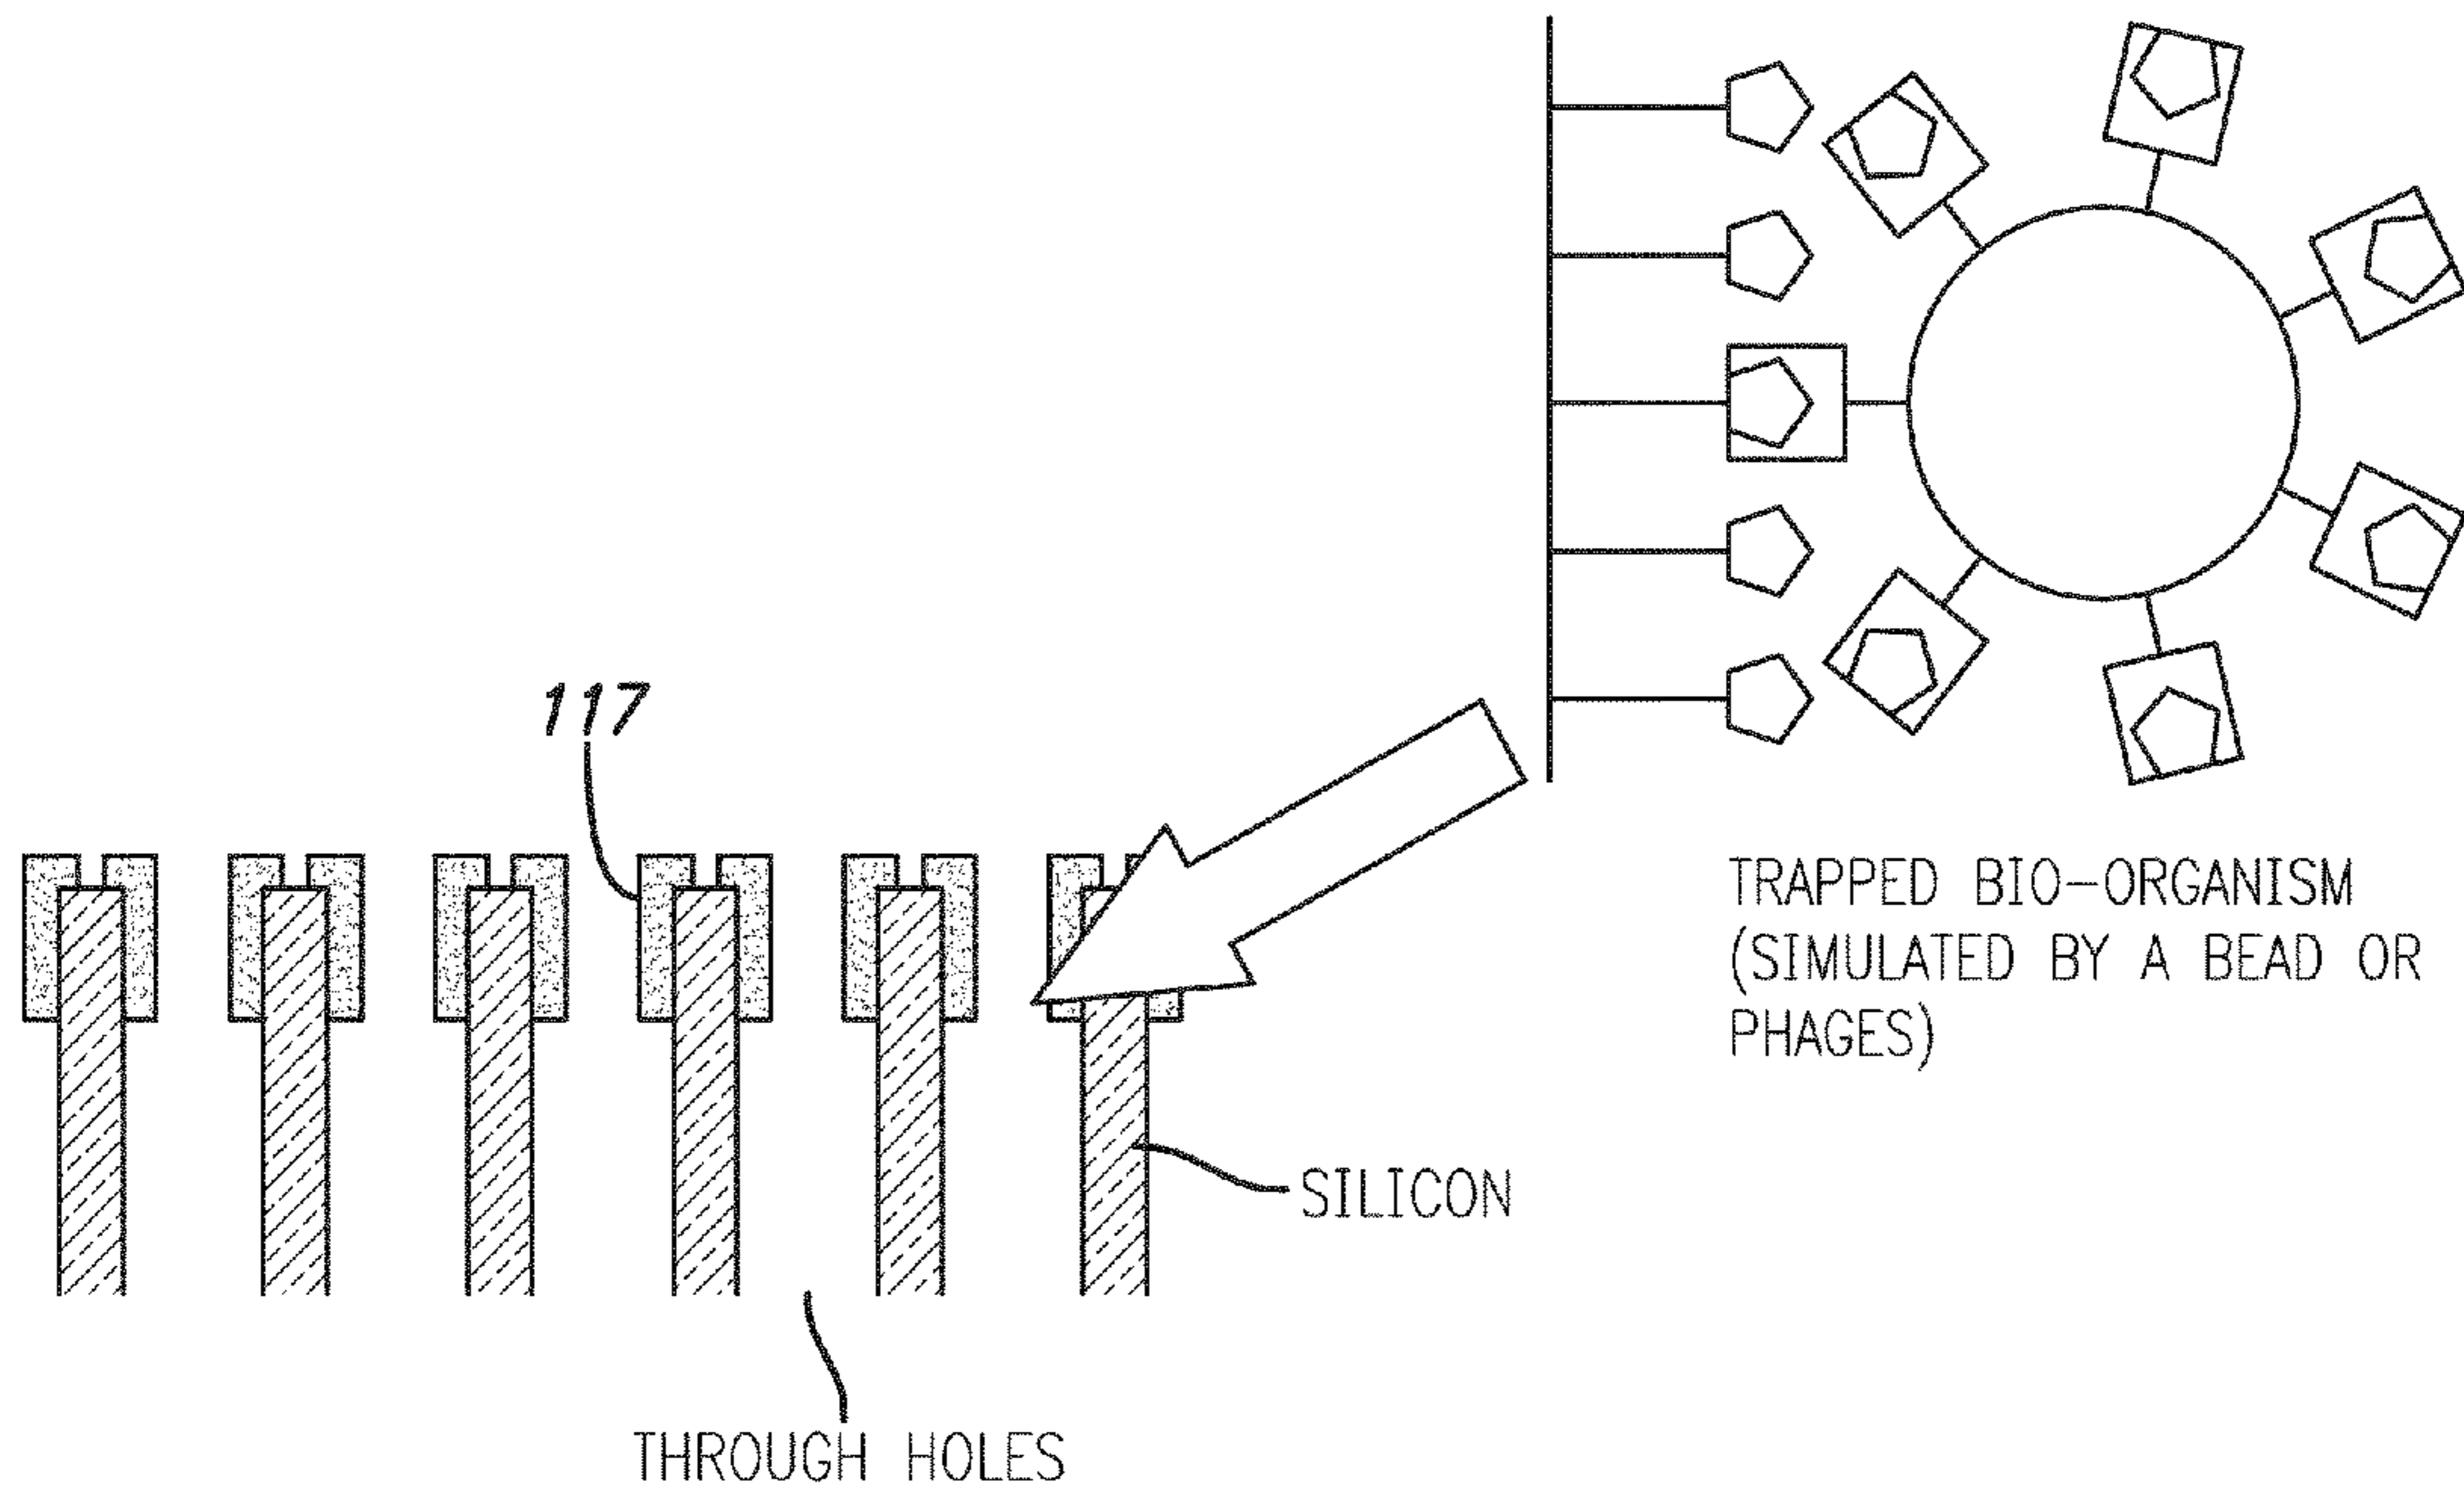 117
TRAPPED BIO-ORGANISM
(SIMULATED BY A BEAD OR
PHAGES)
SILICON
THROUGH HOLES